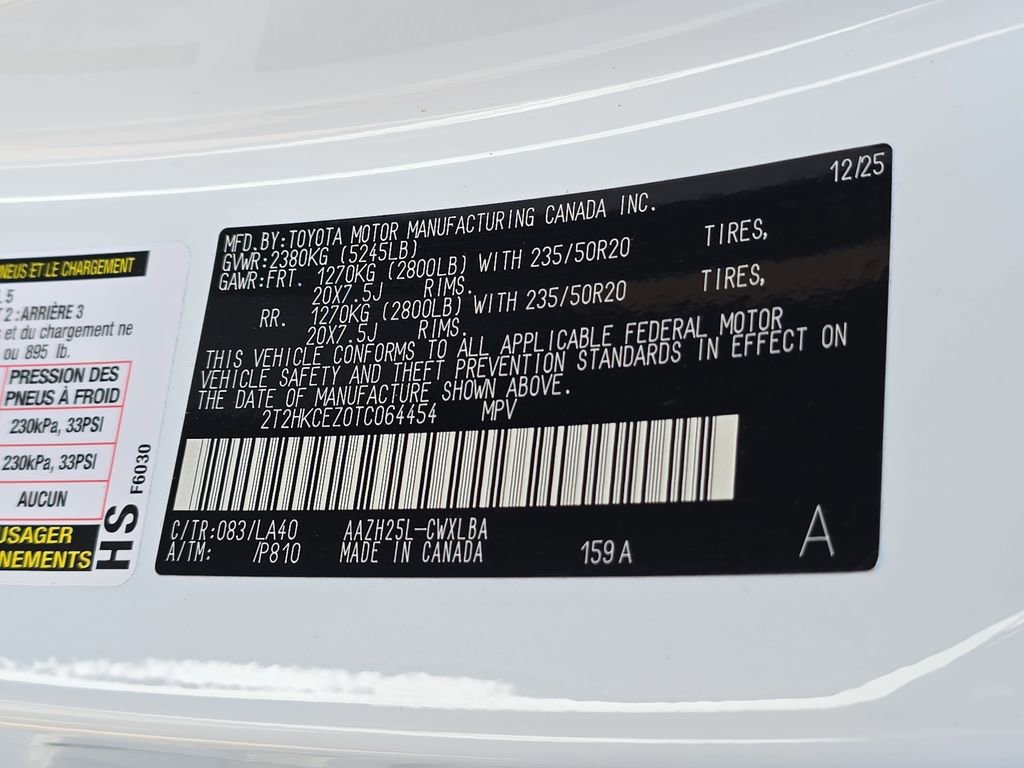 PNEUS ET LE CHARGEMENT
5
2 : ARRIÈRE 3
et du chargement ne
ou 895 lb.
PRESSION DES
PNEUS À FROID
230kPa, 33PSI
230kPa, 33PSI
AUCUN
USAGER
NEMENTS
HS F6030
12/25
MFD.BY:TOYOTA MOTOR MANUFACTURING CANADA INC.
GVWR:2380KG (5245LB)
GAWR:FRT. 1270KG (2800LB) WITH 235/50R20 TIRES,
20X7.5J RIMS.
RR. 1270KG (2800LB) WITH 235/50R20 TIRES,
20X7.5J RIMS.
THIS VEHICLE CONFORMS TO ALL APPLICABLE FEDERAL MOTOR
VEHICLE SAFETY AND THEFT PREVENTION STANDARDS IN EFFECT ON
THE DATE OF MANUFACTURE SHOWN ABOVE.
2T2HKCEZ0TC064454 MPV
C/TR:083/LA40 AAZH25L-CWXLBA
A/TM: /P810 MADE IN CANADA 159A A